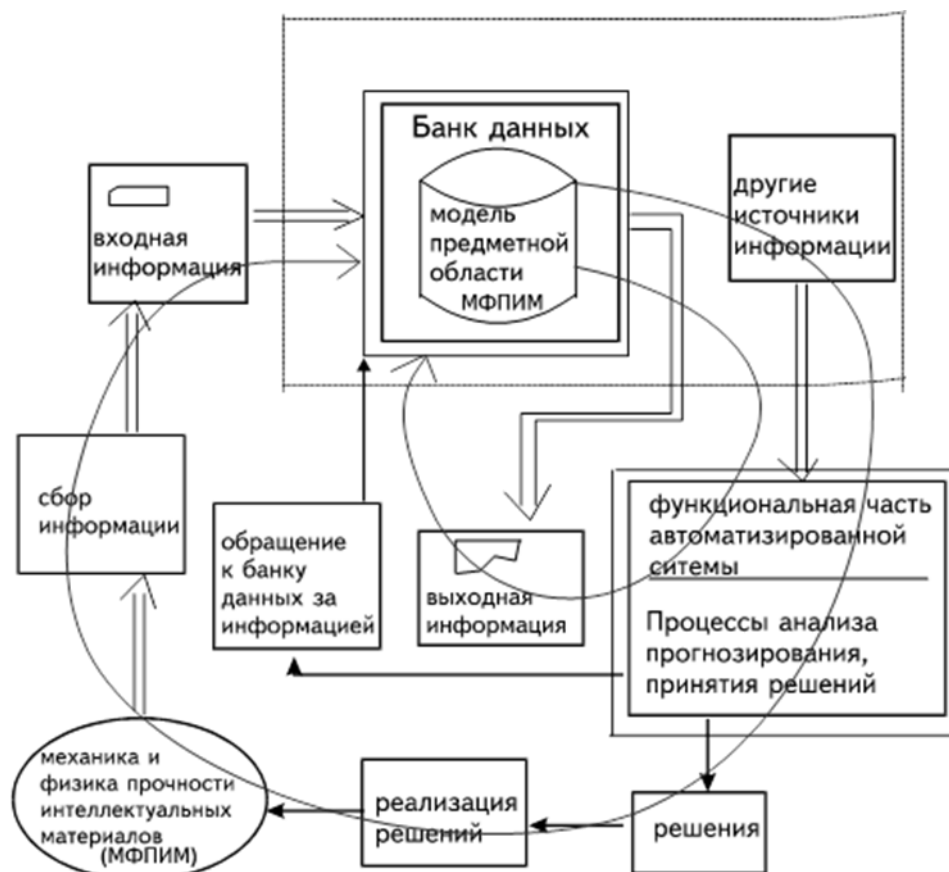 Банк данных
модель
предметной
области
МФПИМ
другие
источники
информации
входная
информация
сбор
информации
обращение
к банку
данных за
информацией
выходная
информация
функциональная часть
автоматизированной
ситемы
Процессы анализа
прогнозирования,
принятия решений
механика и
физика прочности
интеллектуальных
материалов
(МФПИМ)
реализация
решений
решения